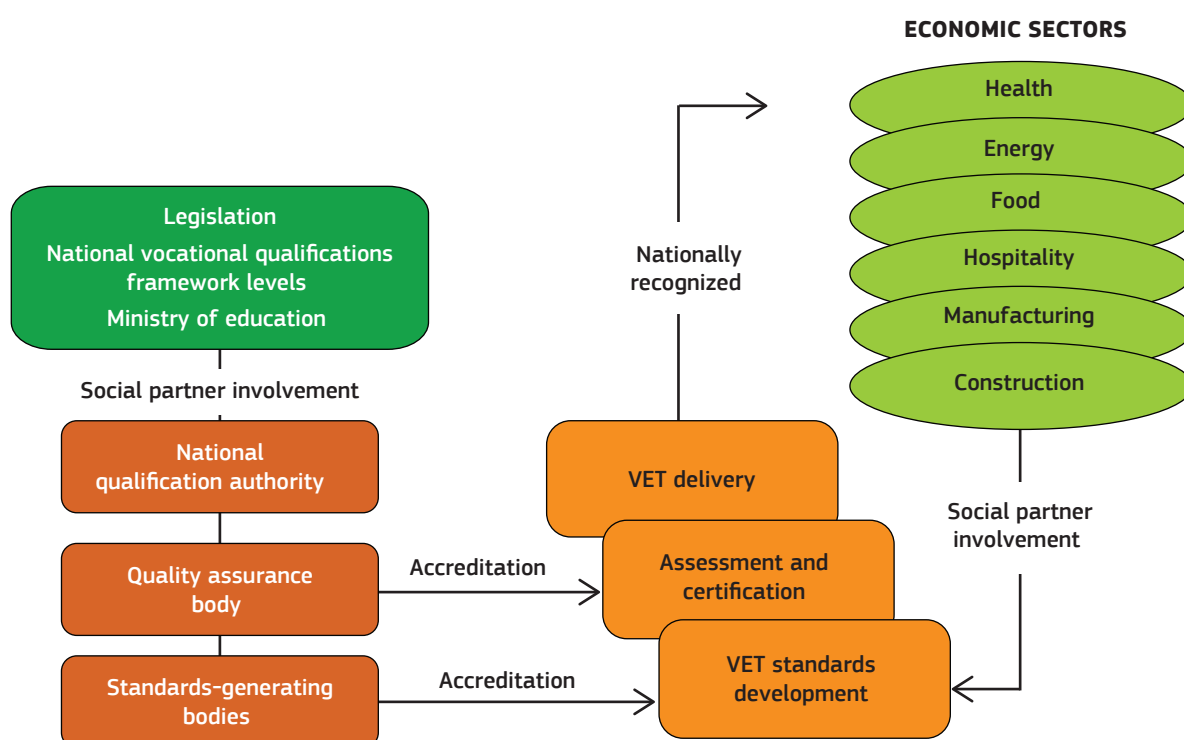 ECONOMIC SECTORS
Health
Energy
Food
Hospitality
Manufacturing
Construction
Legislation
National vocational qualifications
framework levels
Ministry of education
Social partner involvement
National
qualification authority
Quality assurance
body
Standards-generating
bodies
Accreditation
Accreditation
Nationally
recognized
VET delivery
Assessment and
certification
VET standards
development
Social partner
involvement